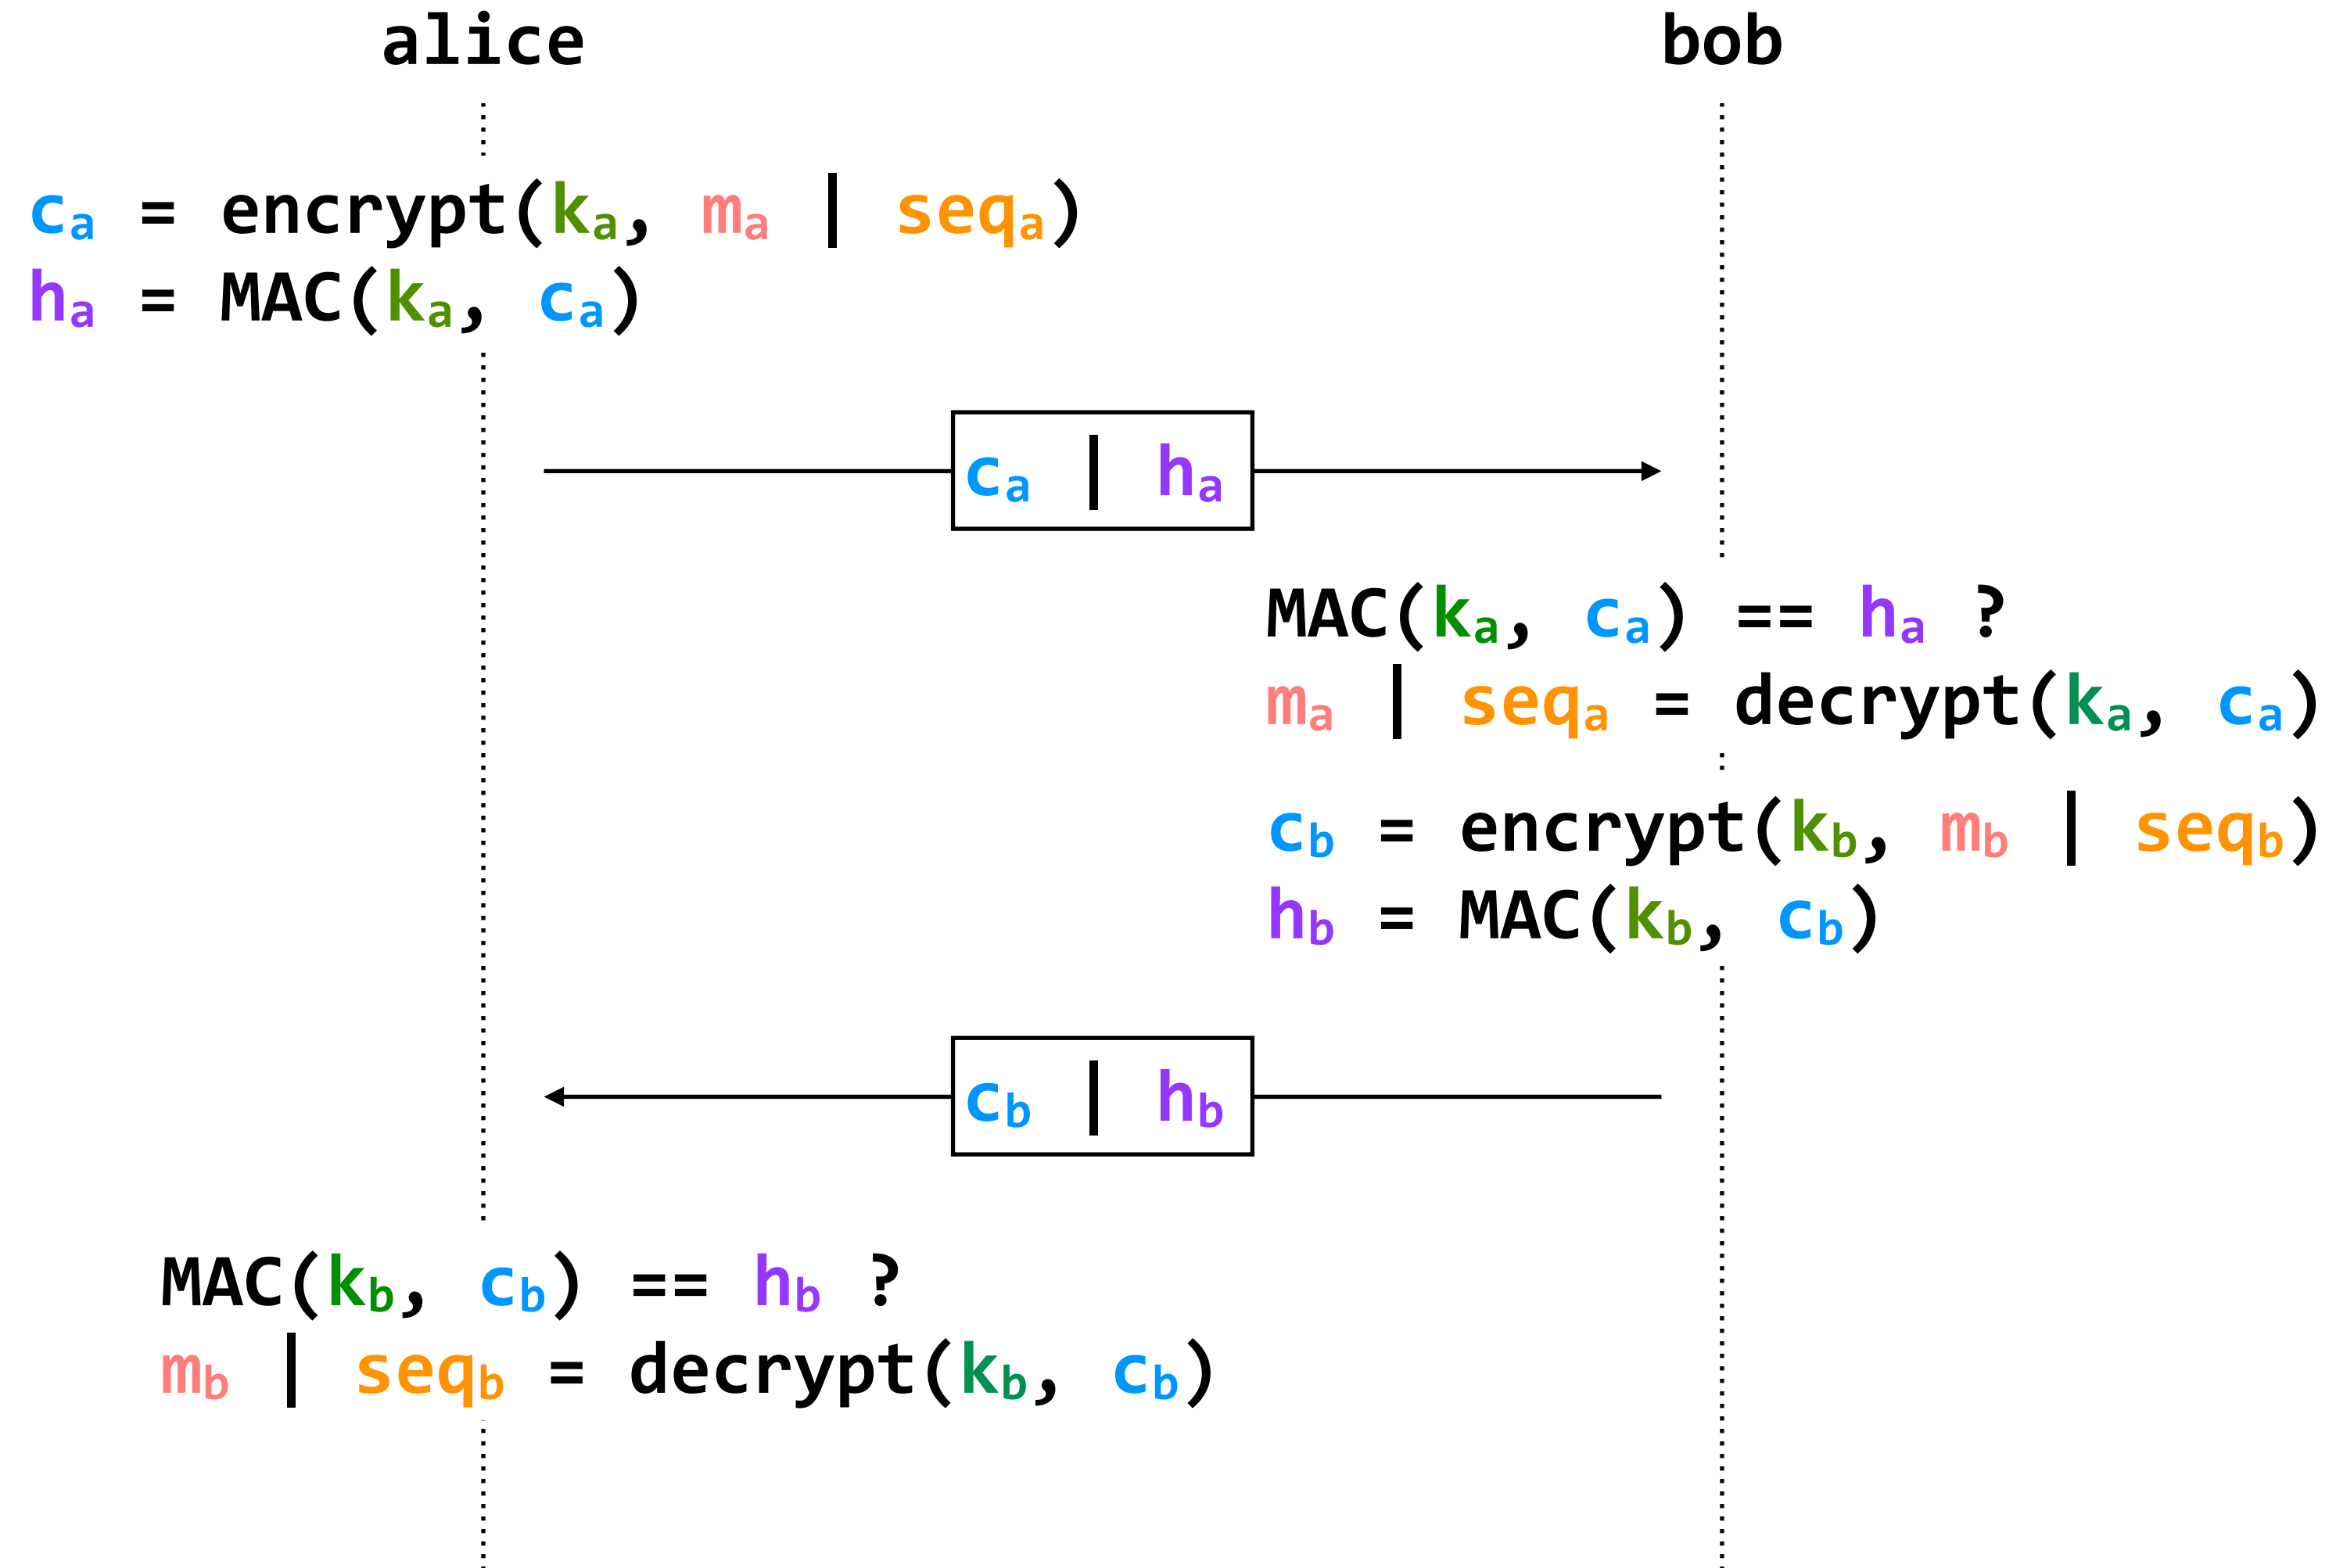 alice
bob
cₐ = encrypt(kₐ, mₐ | seqₐ)
hₐ = MAC(kₐ, cₐ)
cₐ | hₐ
MAC(kₐ, cₐ) == hₐ ?
mₐ | seqₐ = decrypt(kₐ, cₐ)
c_b = encrypt(k_b, m_b | seq_b)
h_b = MAC(k_b, c_b)
c_b | h_b
MAC(k_b, c_b) == h_b ?
m_b | seq_b = decrypt(k_b, c_b)